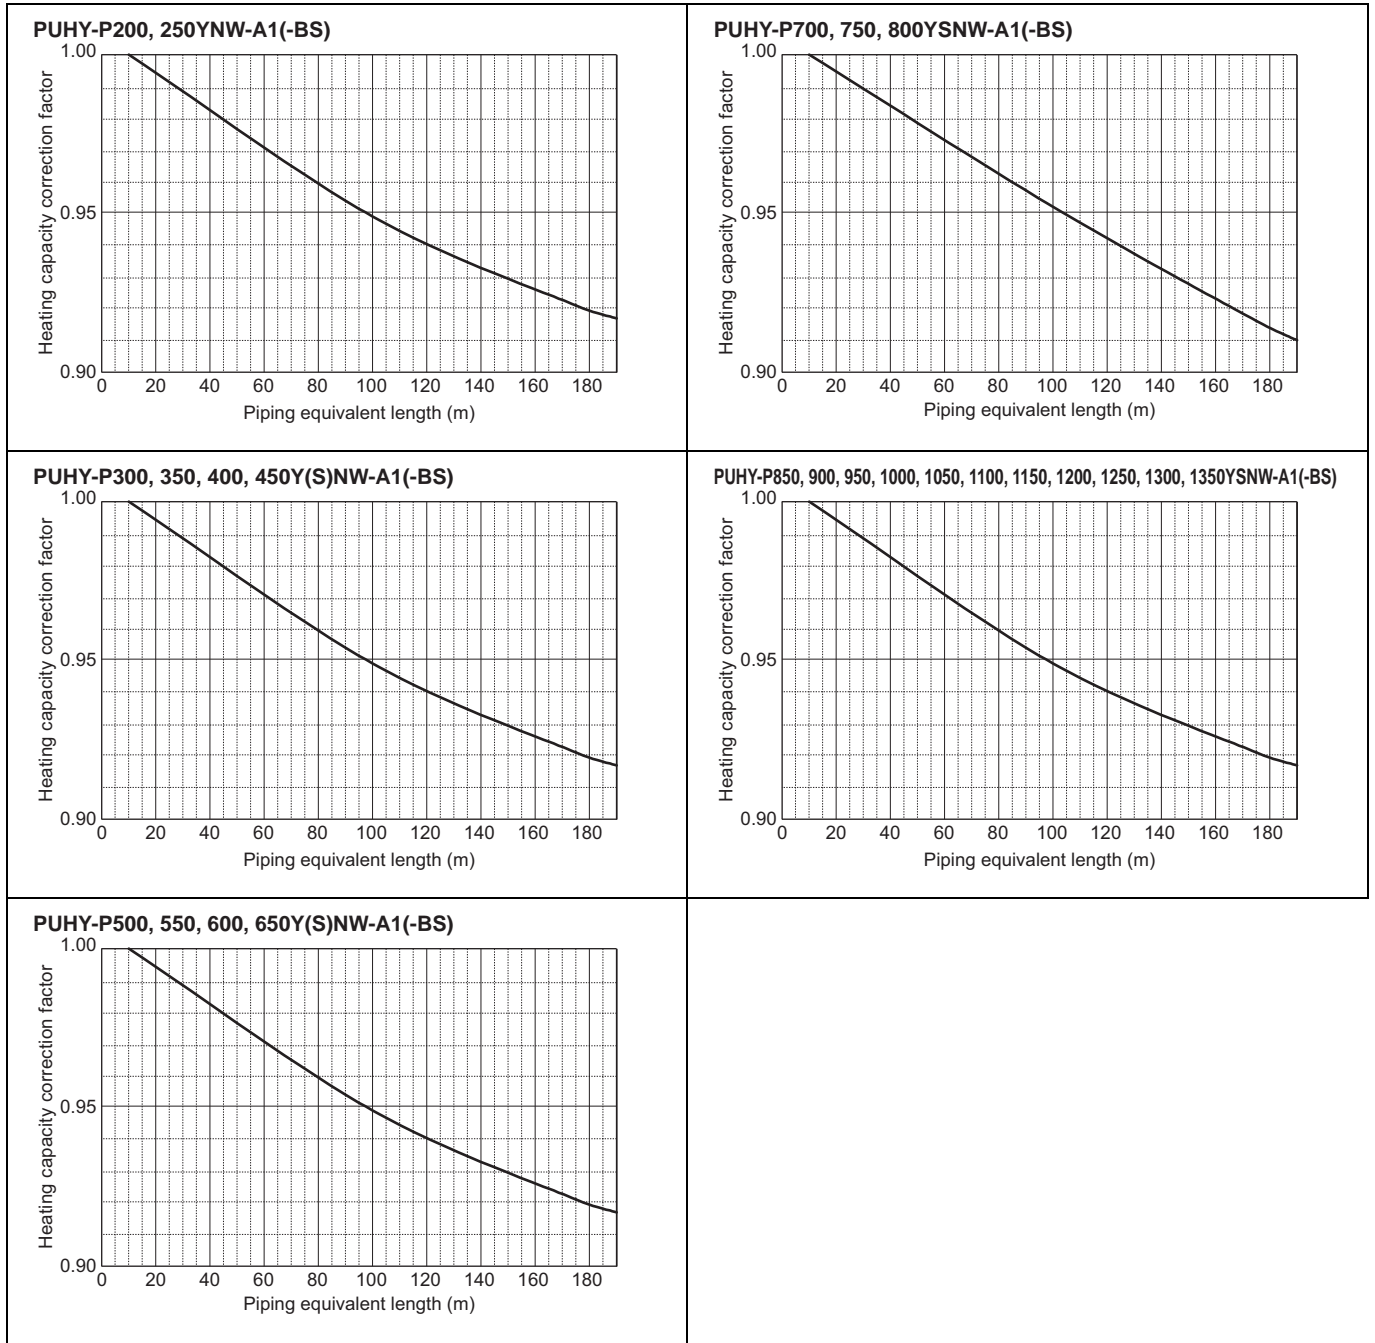 PUHY-P200, 250YNW-A1(-BS)
Heating capacity correction factor
1.00
0.95
0.90
0 20 40 60 80 100 120 140 160 180
Piping equivalent length (m)
PUHY-P700, 750, 800YSNW-A1(-BS)
Heating capacity correction factor
1.00
0.95
0.90
0 20 40 60 80 100 120 140 160 180
Piping equivalent length (m)
PUHY-P300, 350, 400, 450Y(S)NW-A1(-BS)
Heating capacity correction factor
1.00
0.95
0.90
0 20 40 60 80 100 120 140 160 180
Piping equivalent length (m)
PUHY-P850, 900, 950, 1000, 1050, 1100, 1150, 1200, 1250, 1300, 1350YSNW-A1(-BS)
Heating capacity correction factor
1.00
0.95
0.90
0 20 40 60 80 100 120 140 160 180
Piping equivalent length (m)
PUHY-P500, 550, 600, 650Y(S)NW-A1(-BS)
Heating capacity correction factor
1.00
0.95
0.90
0 20 40 60 80 100 120 140 160 180
Piping equivalent length (m)